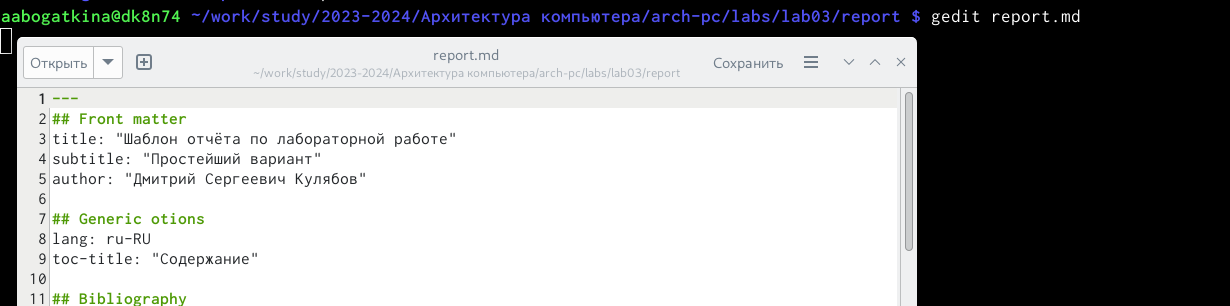 aabogatkina@dk8n74 ~/work/study/2023-2024/Архитектура компьютера/arch-pc/labs/lab03/report $ gedit report.md
Открыть
report.md
~/work/study/2023-2024/Архитектура компьютера/arch-pc/labs/lab03/report
Сохранить
1 ---
2 ## Front matter
3 title: "Шаблон отчёта по лабораторной работе"
4 subtitle: "Простейший вариант"
5 author: "Дмитрий Сергеевич Кулябов"
6
7 ## Generic otions
8 lang: ru-RU
9 toc-title: "Содержание"
10
11 ## Bibliography